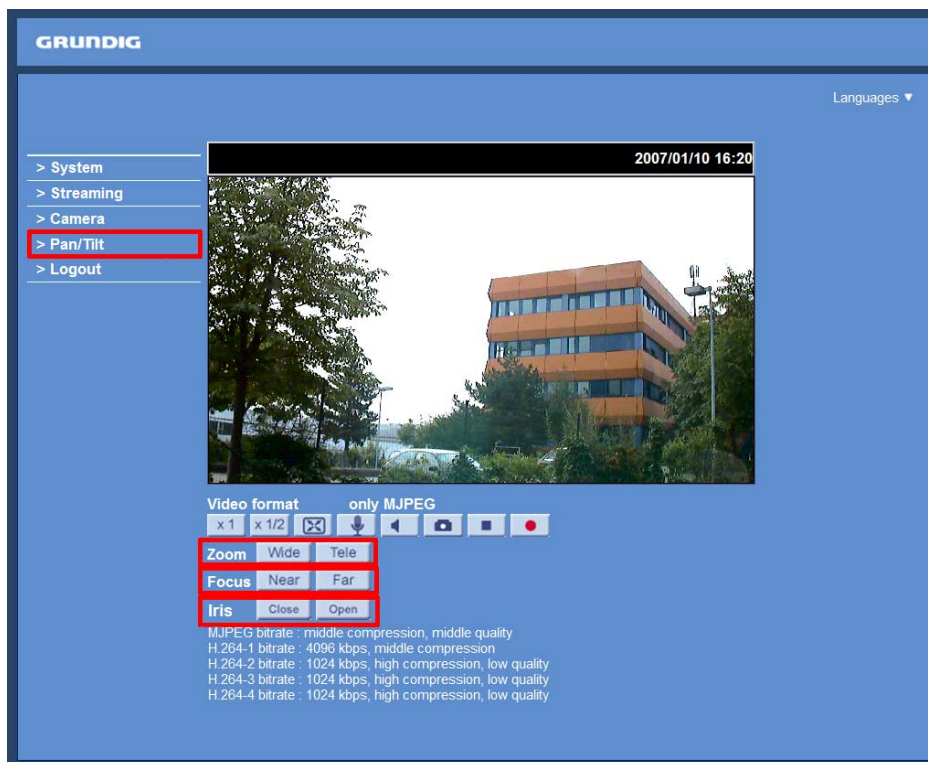 GRUNDIG
Languages ▼
> System
> Streaming
> Camera
> Pan/Tilt
> Logout
2007/01/10 16:20
Video format only MJPEG
x 1 x 1/2
Zoom Wide Tele
Focus Near Far
Iris Close Open
MJPEG bitrate : middle compression, middle quality
H.264-1 bitrate : 4096 kbps, middle compression
H.264-2 bitrate : 1024 kbps, high compression, low quality
H.264-3 bitrate : 1024 kbps, high compression, low quality
H.264-4 bitrate : 1024 kbps, high compression, low quality